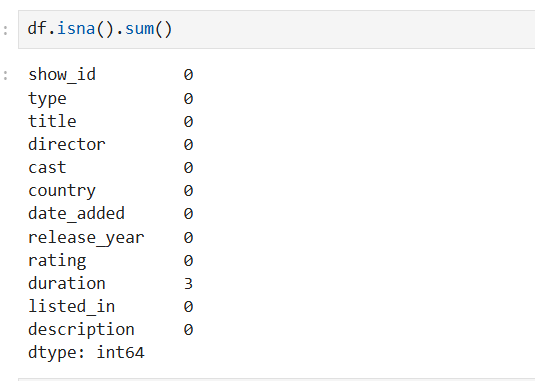 : df.isna().sum()
: show_id 0
type 0
title 0
director 0
cast 0
country 0
date_added 0
release_year 0
rating 0
duration 3
listed_in 0
description 0
dtype: int64